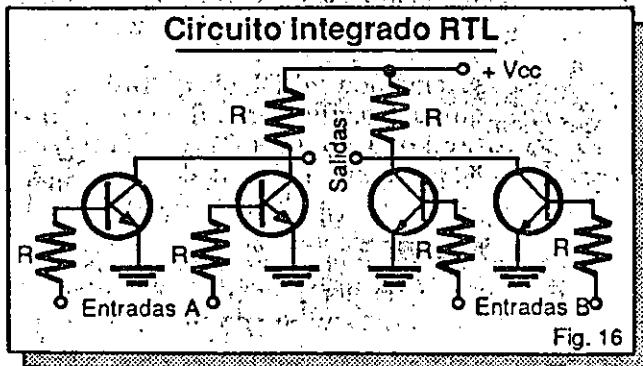 Circuito Integrado RTL
+ Vcc
R
R
Salidas
R
R
R
R
Entradas A
Entradas B
Fig. 16